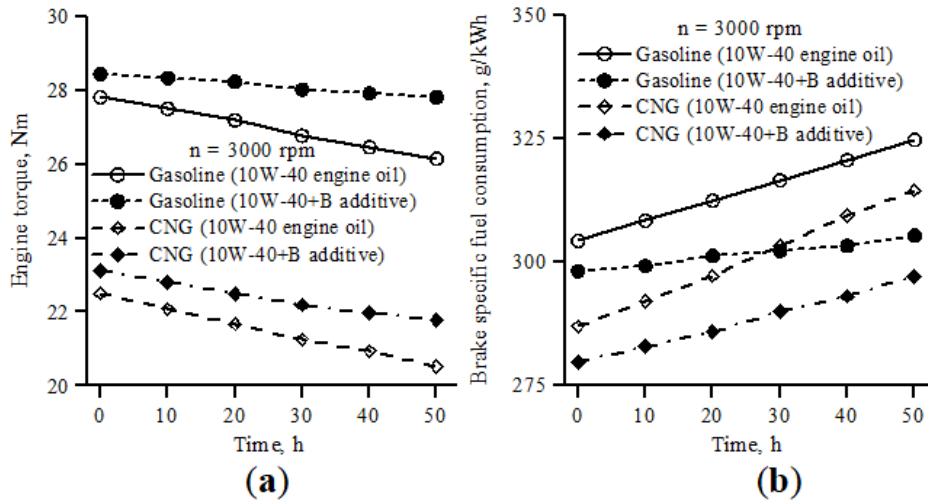 30
28
26
24
22
20
Engine torque, Nm
n = 3000 rpm
Gasoline (10W-40 engine oil)
Gasoline (10W-40+B additive)
CNG (10W-40 engine oil)
CNG (10W-40+B additive)
0 10 20 30 40 50
Time, h
(a)
350
325
300
275
Brake specific fuel consumption, g/kWh
n = 3000 rpm
Gasoline (10W-40 engine oil)
Gasoline (10W-40+B additive)
CNG (10W-40 engine oil)
CNG (10W-40+B additive)
0 10 20 30 40 50
Time, h
(b)